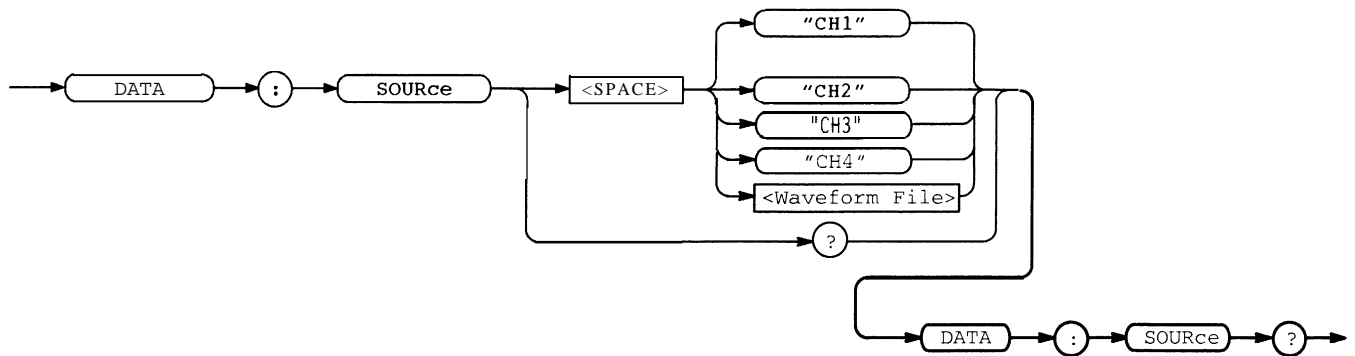 "CH1"
DATA : SOURce <SPACE> "CH2"
"CH3"
"CH4"
<Waveform File>
?
DATA : SOURce ?